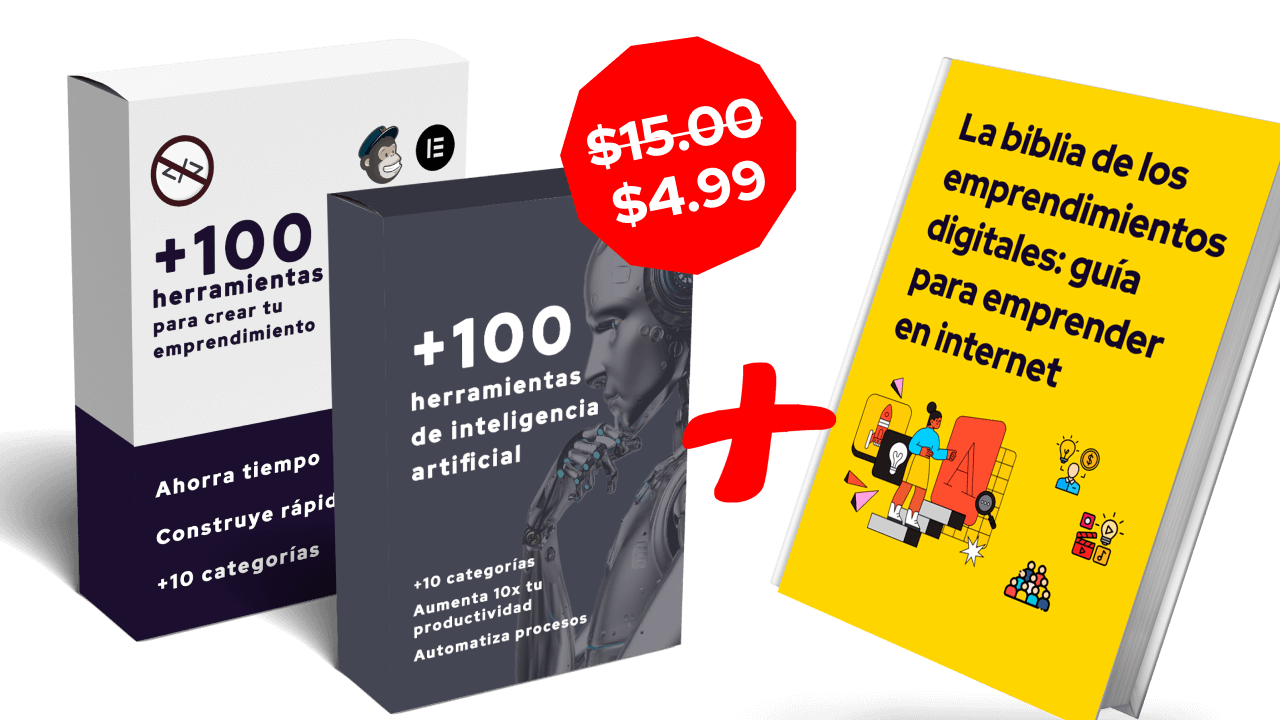 +100
herramientas
para crear tu
emprendimiento
Ahorra tiempo
Construye rápid
+10 categorías
+100
herramientas
de inteligencia
artificial
+10 categorías
Aumenta 10x tu
productividad
Automatiza procesos
$15.00
$4.99
+
La biblia de los
emprendimientos
digitales: guía
para emprender
en internet
A